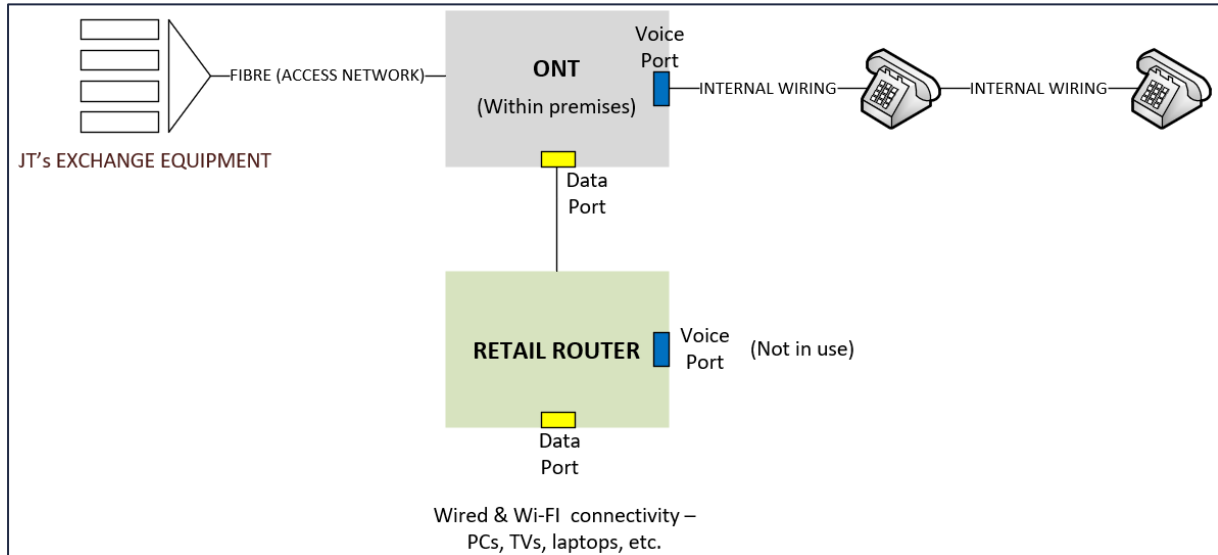 JT's EXCHANGE EQUIPMENT
FIBRE (ACCESS NETWORK)
ONT
(Within premises)
Voice
Port
INTERNAL WIRING
INTERNAL WIRING
Data
Port
RETAIL ROUTER
Voice
Port
(Not in use)
Data
Port
Wired & Wi-FI connectivity –
PCs, TVs, laptops, etc.